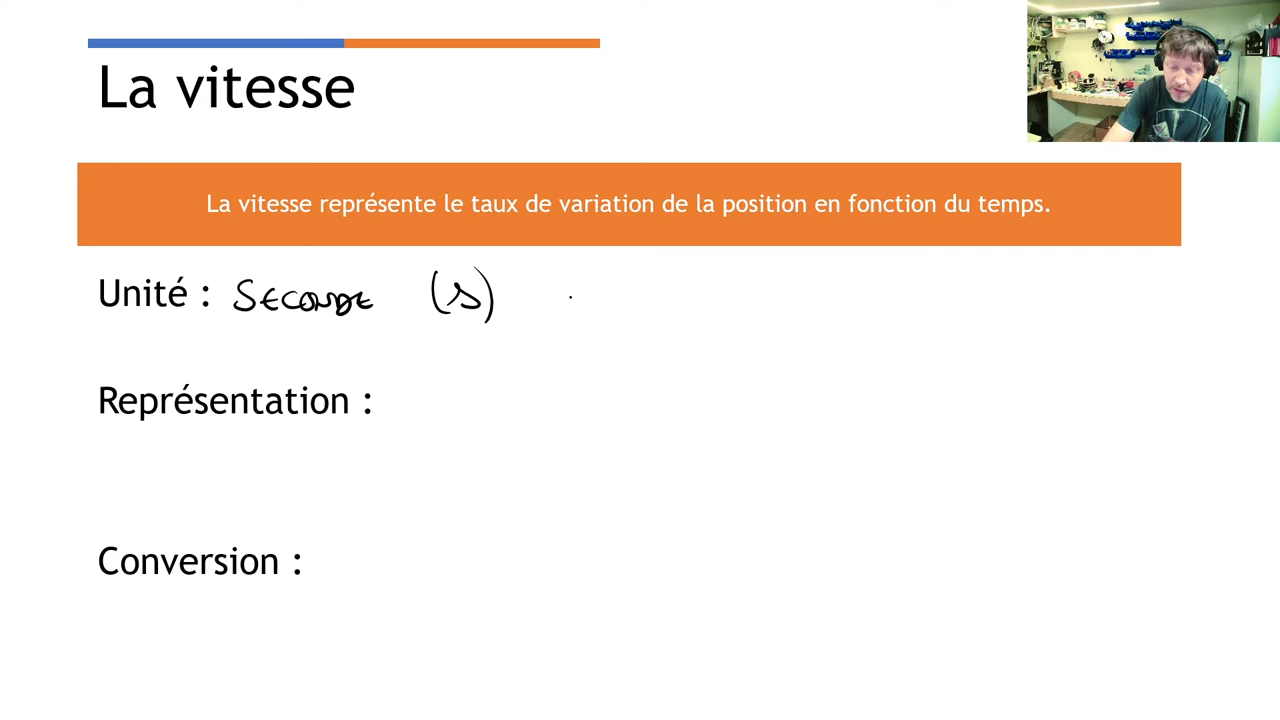 La vitesse
La vitesse représente le taux de variation de la position en fonction du temps.
Unité : Seconde (s)
Représentation :
Conversion :